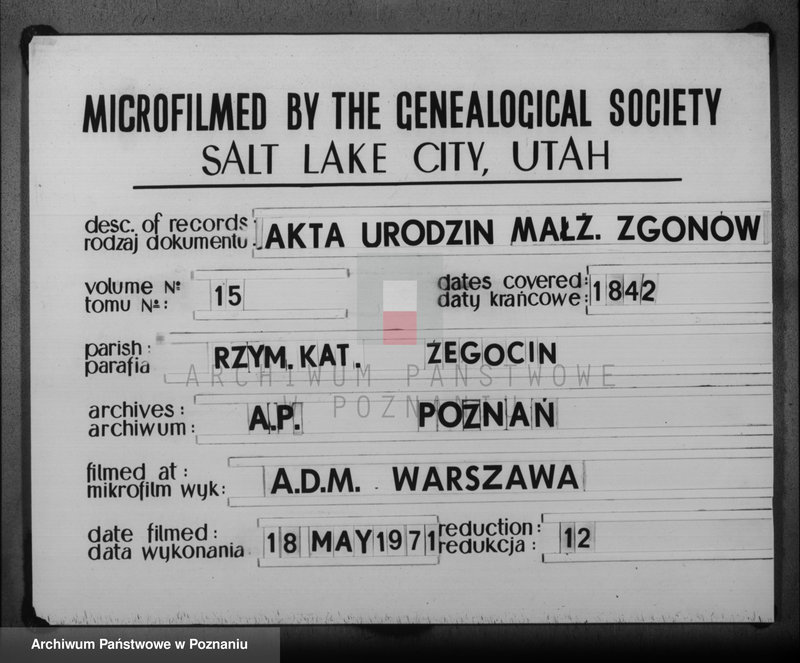 MICROFILMED BY THE GENEALOGICAL SOCIETY
SALT LAKE CITY, UTAH
desc. of records: AKTA URODZIN MAŁŻ. ZGONÓW
rodzaj dokumentu
volume № 15 dates covered: 1842
tomu №: daty krańcowe:
parish: RZYM. KAT. ŻEGOCIN
parafia
ARCHIWUM PAŃSTWOWE
W POZNANIU
archives: A.P. POZNAŃ
archiwum:
filmed at: A.D.M. WARSZAWA
mikrofilm wyk:
date filmed: 18 MAY 1971 reduction: 12
data wykonania redukcja:
Archiwum Państwowe w Poznaniu